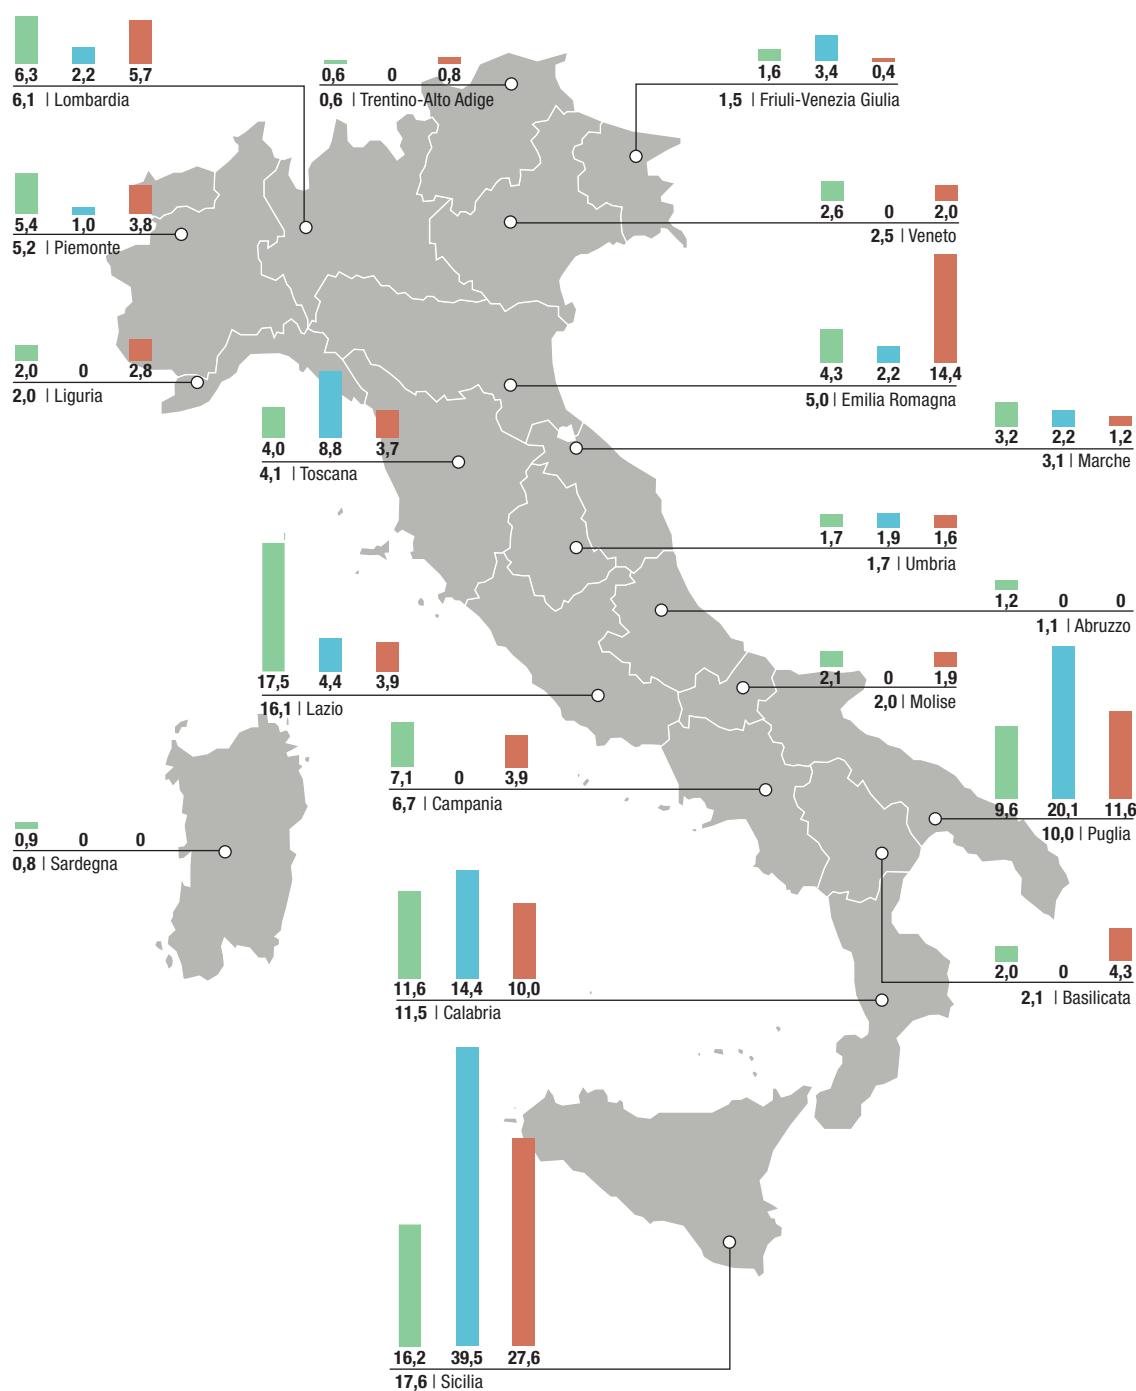 6,3 2,2 5,7
6,1 | Lombardia
0,6 0 0,8
0,6 | Trentino-Alto Adige
1,6 3,4 0,4
1,5 | Friuli-Venezia Giulia
5,4 1,0 3,8
5,2 | Piemonte
2,6 0 2,0
2,5 | Veneto
2,0 0 2,8
2,0 | Liguria
4,3 2,2 14,4
5,0 | Emilia Romagna
4,0 8,8 3,7
4,1 | Toscana
3,2 2,2 1,2
3,1 | Marche
1,7 1,9 1,6
1,7 | Umbria
1,2 0 0
1,1 | Abruzzo
17,5 4,4 3,9
16,1 | Lazio
2,1 0 1,9
2,0 | Molise
7,1 0 3,9
6,7 | Campania
9,6 20,1 11,6
10,0 | Puglia
0,9 0 0
0,8 | Sardegna
11,6 14,4 10,0
11,5 | Calabria
2,0 0 4,3
2,1 | Basilicata
16,2 39,5 27,6
17,6 | Sicilia